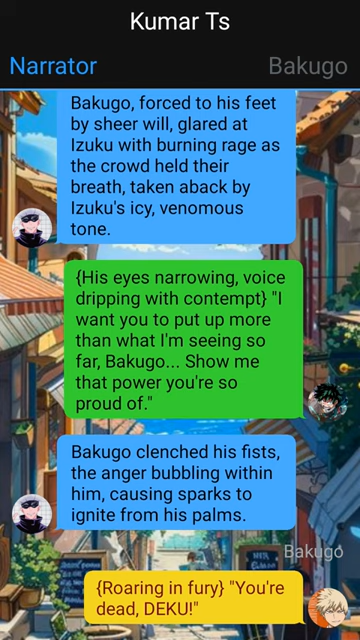 Kumar Ts
Narrator
Bakugo
Bakugo, forced to his feet
by sheer will, glared at
Izuku with burning rage as
the crowd held their
breath, taken aback by
Izuku's icy, venomous
tone.
{His eyes narrowing, voice
dripping with contempt} "I
want you to put up more
than what I'm seeing so
far, Bakugo... Show me
that power you're so
proud of."
Bakugo clenched his fists,
the anger bubbling within
him, causing sparks to
ignite from his palms.
Bakugo
{Roaring in fury} "You're
dead, DEKU!"